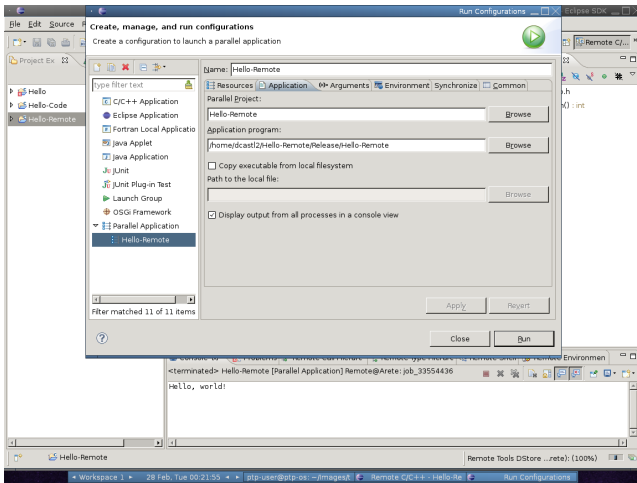 Run Configurations
Eclipse SDK
File Edit Source
Create, manage, and run configurations
Create a configuration to launch a parallel application
Remote C/...
Project Ex
Name: Hello-Remote
type filter text
Resources Application Arguments Environment Synchronize Common
Hello
Hello-Code
Hello-Remote
C/C++ Application
Eclipse Application
Fortran Local Applicatio
Java Applet
Java Application
JUnit
JUnit Plug-in Test
Launch Group
OSGi Framework
Parallel Application
Hello-Remote
Filter matched 11 of 11 items
Parallel Project:
Hello-Remote
Browse
Application program:
/home/dcastl2/Hello-Remote/Release/Hello-Remote
Browse
Copy executable from local filesystem
Path to the local file:
Browse
Display output from all processes in a console view
Apply
Revert
Close
Run
.h
() : int
Environmen
<terminated> Hello-Remote [Parallel Application] Remote@Arete: job_33554436
Hello, world!
Hello-Remote
Remote Tools DStore ...rete): (100%)
Workspace 1
28 Feb, Tue 00:21:55
ptp-user@ptp-os: ~/Images/t
Remote C/C++ - Hello-Re
Run Configurations